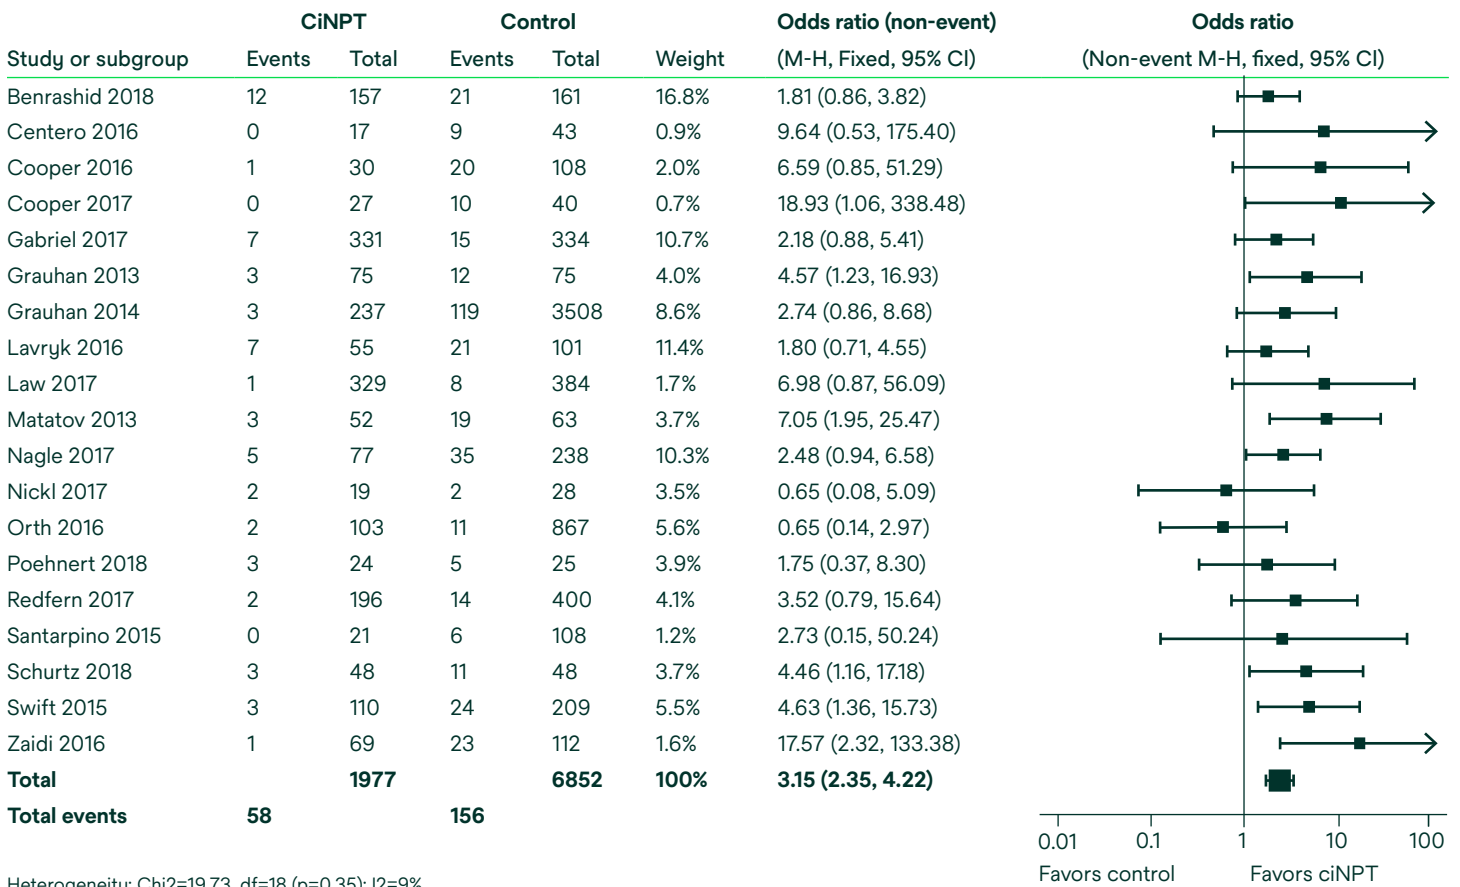 CiNPT Control Odds ratio (non-event) Odds ratio
Study or subgroup Events Total Events Total Weight (M-H, Fixed, 95% Cl) (Non-event M-H, fixed, 95% Cl)
Benrashid 2018 12 157 21 161 16.8% 1.81 (0.86, 3.82)
Centero 2016 0 17 9 43 0.9% 9.64 (0.53, 175.40)
Cooper 2016 1 30 20 108 2.0% 6.59 (0.85, 51.29)
Cooper 2017 0 27 10 40 0.7% 18.93 (1.06, 338.48)
Gabriel 2017 7 331 15 334 10.7% 2.18 (0.88, 5.41)
Grauhan 2013 3 75 12 75 4.0% 4.57 (1.23, 16.93)
Grauhan 2014 3 237 119 3508 8.6% 2.74 (0.86, 8.68)
Lavryk 2016 7 55 21 101 11.4% 1.80 (0.71, 4.55)
Law 2017 1 329 8 384 1.7% 6.98 (0.87, 56.09)
Matatov 2013 3 52 19 63 3.7% 7.05 (1.95, 25.47)
Nagle 2017 5 77 35 238 10.3% 2.48 (0.94, 6.58)
Nickl 2017 2 19 2 28 3.5% 0.65 (0.08, 5.09)
Orth 2016 2 103 11 867 5.6% 0.65 (0.14, 2.97)
Poehnert 2018 3 24 5 25 3.9% 1.75 (0.37, 8.30)
Redfern 2017 2 196 14 400 4.1% 3.52 (0.79, 15.64)
Santarpino 2015 0 21 6 108 1.2% 2.73 (0.15, 50.24)
Schurtz 2018 3 48 11 48 3.7% 4.46 (1.16, 17.18)
Swift 2015 3 110 24 209 5.5% 4.63 (1.36, 15.73)
Zaidi 2016 1 69 23 112 1.6% 17.57 (2.32, 133.38)
Total 1977 6852 100% 3.15 (2.35, 4.22)
Total events 58 156
0.01 0.1 1 10 100
Favors control Favors ciNPT
Heterogeneity: Chi2=19.73, df=18 (p=0.35); I2=9%